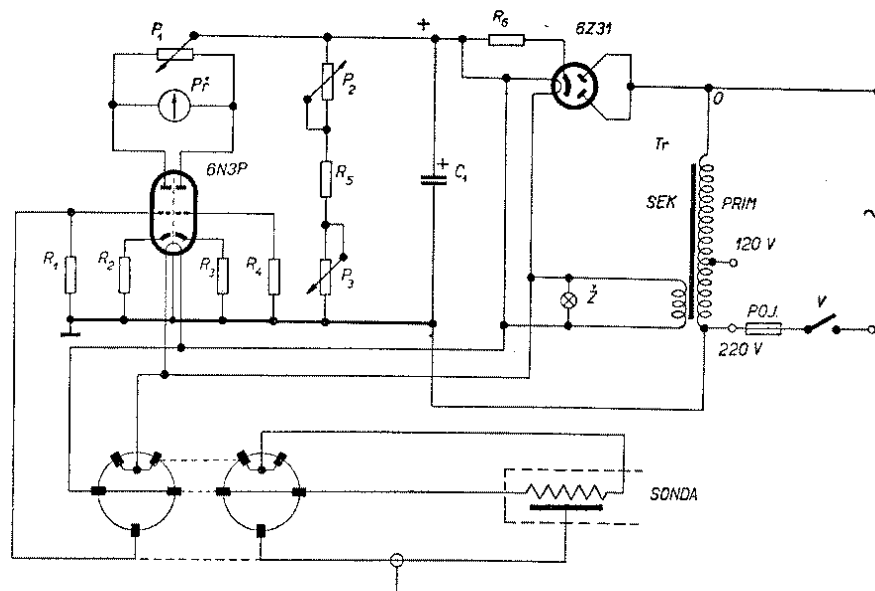 P₁
Př.
6N3P
R₁
R₂
R₃
R₄
P₂
R₅
P₃
+
+
C₁
R₆
6Z31
0
Tr
SEK
PRIM
120 V
Ž
POJ.
V
220 V
~
SONDA